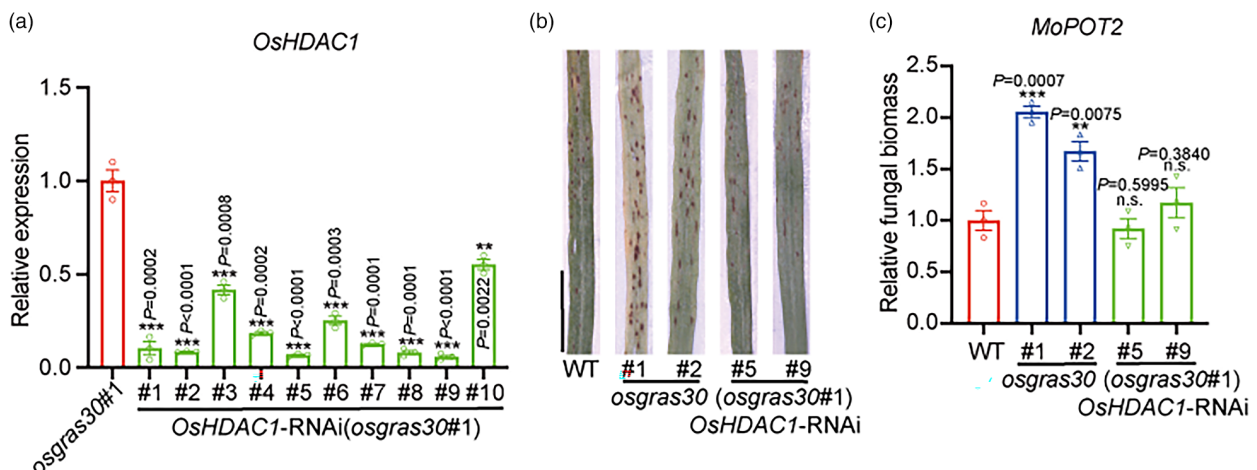 (a)
OsHDAC1
Relative expression
1.5
1.0
0.5
0.0
***
P=0.0002
***
P<0.0001
***
P=0.0008
***
P=0.0002
***
P<0.0001
***
P=0.0003
***
P=0.0001
***
P=0.0001
***
P<0.0001
**
P=0.0022
osgras30#1
#1 #2 #3 #4 #5 #6 #7 #8 #9 #10
OsHDAC1-RNAi(osgras30#1)
(b)
WT #1 #2 #5 #9
osgras30 (osgras30#1)
OsHDAC1-RNAi
(c)
MoPOT2
Relative fungal biomass
2.5
2.0
1.5
1.0
0.5
0.0
P=0.0007
***
P=0.0075
**
P=0.5995
n.s.
P=0.3840
n.s.
WT #1 #2 #5 #9
osgras30 (osgras30#1)
OsHDAC1-RNAi